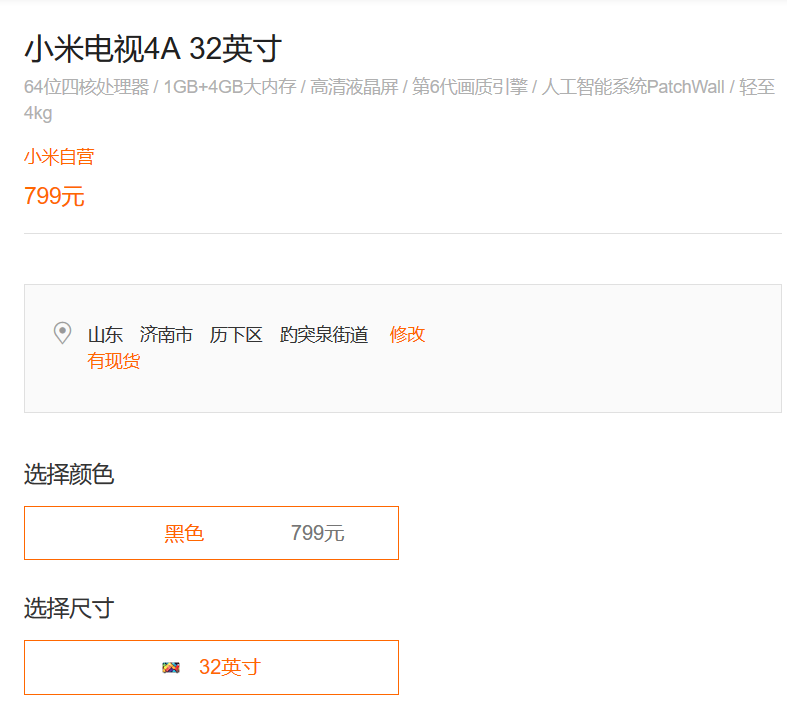 小米电视4A 32英寸
64位四核处理器 / 1GB+4GB大内存 / 高清液晶屏 / 第6代画质引擎 / 人工智能系统PatchWall / 轻至
4kg
小米自营
799元
山东 济南市 历下区 趵突泉街道 修改
有现货
选择颜色
黑色 799元
选择尺寸
32英寸